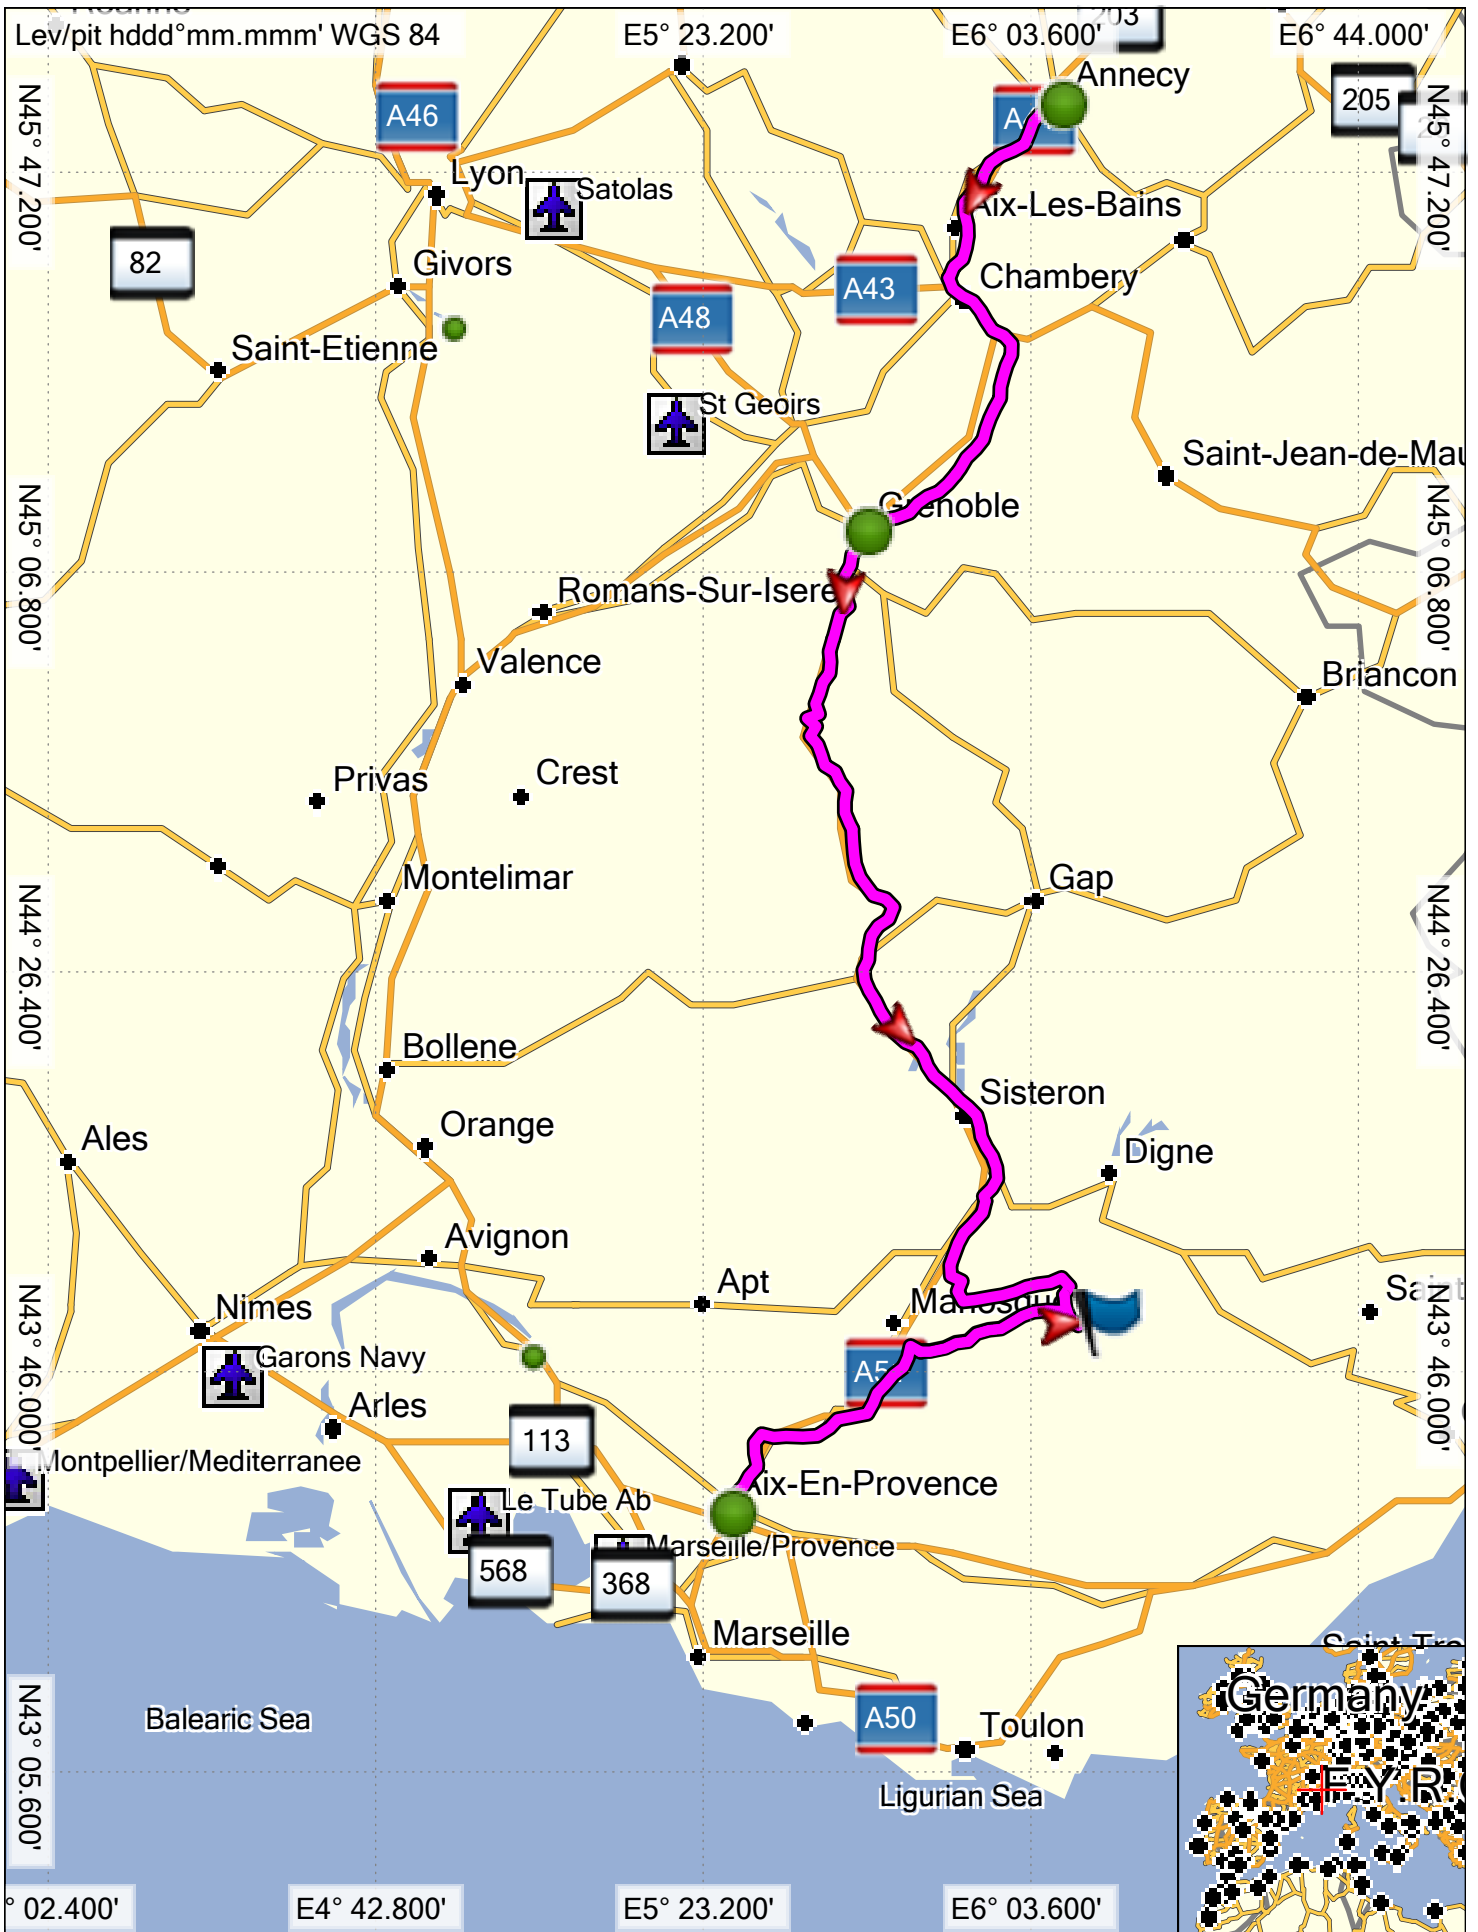 Lev/pit hddd°mm.mmm' WGS 84
E5° 23.200'
E6° 03.600'
E6° 44.000'
203
Annecy
A46
205
N45° 47.200'
N45° 47.200'
Lyon
Satolas
Aix-Les-Bains
82
Givors
Chambery
A43
A48
Saint-Etienne
St Geoirs
Saint-Jean-de-Mau
Grenoble
N45° 06.800'
N45° 06.800'
Romans-Sur-Isere
Valence
Briancon
Privas
Crest
Montelimar
Gap
N44° 26.400'
N44° 26.400'
Bollene
Sisteron
Orange
Ales
Digne
Avignon
Apt
Manosque
N43° 46.000'
N43° 46.000'
Nimes
Garons Navy
Arles
113
Montpellier/Mediterranee
Aix-En-Provence
Le Tube Ab
Marseille/Provence
568
368
Marseille
Germany
N43° 05.600'
Balearic Sea
A50
Toulon
F.Y.R.
Ligurian Sea
° 02.400'
E4° 42.800'
E5° 23.200'
E6° 03.600'